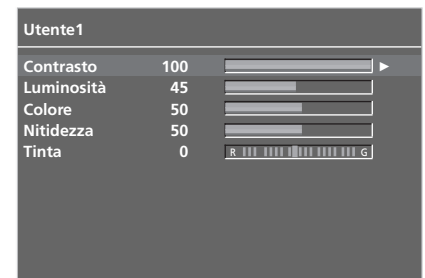 Utente1
Contrasto 100
Luminosità 45
Colore 50
Nitidezza 50
Tinta 0 R G